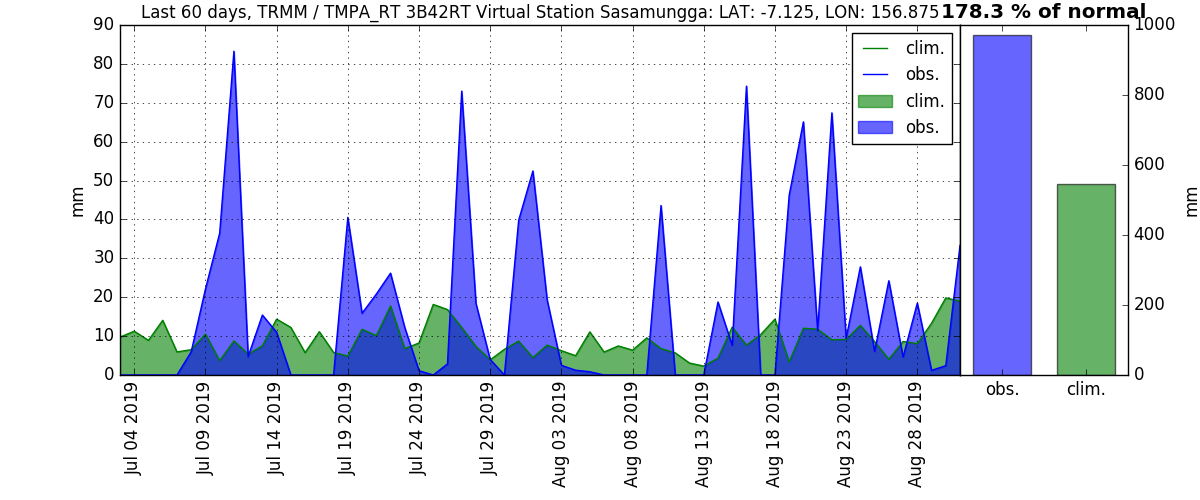 Last 60 days, TRMM / TMPA_RT 3B42RT Virtual Station Sasamungga: LAT: -7.125, LON: 156.875
178.3 % of normal
90
80
70
60
50
40
30
20
10
0
mm
clim.
obs.
clim.
obs.
Jul 04 2019
Jul 09 2019
Jul 14 2019
Jul 19 2019
Jul 24 2019
Jul 29 2019
Aug 03 2019
Aug 08 2019
Aug 13 2019
Aug 18 2019
Aug 23 2019
Aug 28 2019
1000
800
600
400
200
0
mm
obs.
clim.